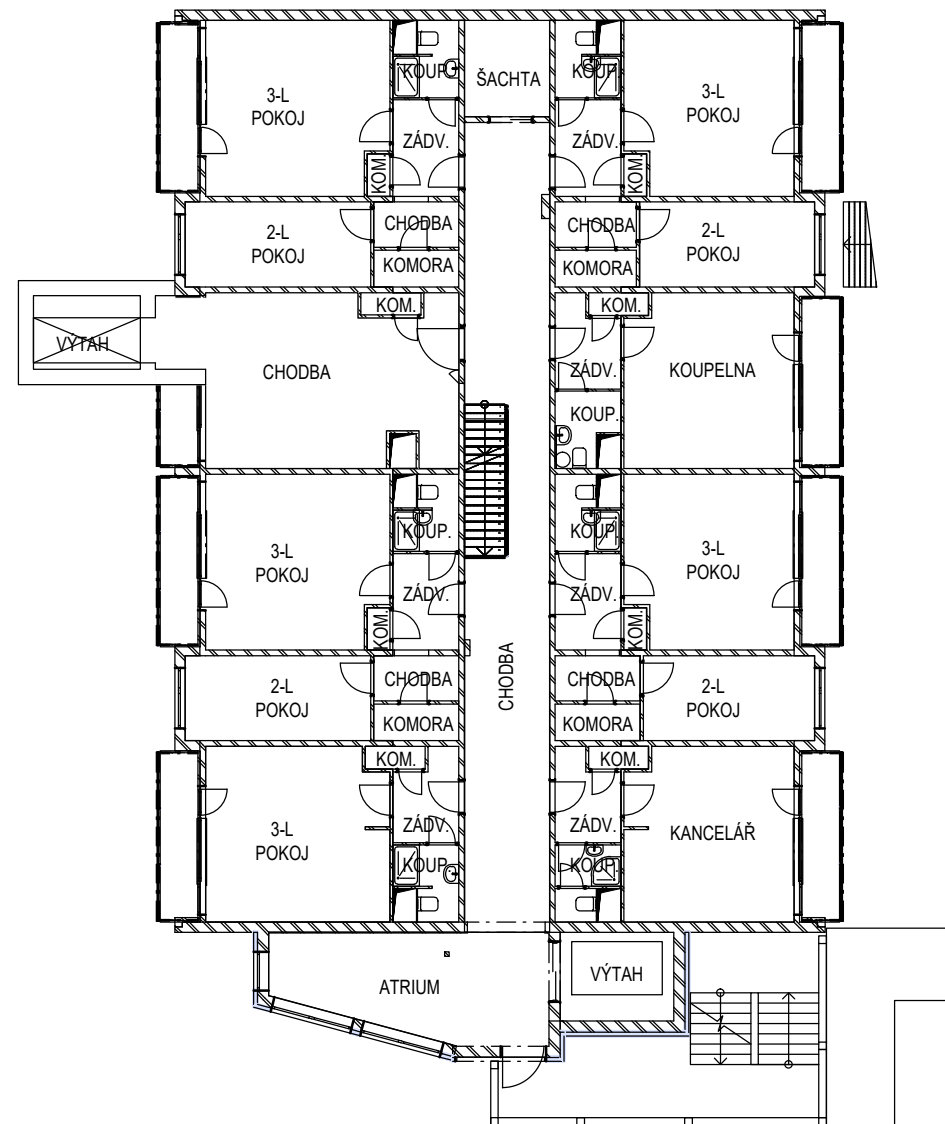 KOUP.
ŠACHTA
KOUP.
3-L
POKOJ
3-L
POKOJ
ZÁDV.
ZÁDV.
KOM.
KOM.
2-L
POKOJ
CHODBA
CHODBA
2-L
POKOJ
KOMORA
KOMORA
KOM.
KOM.
VÝTAH
CHODBA
ZÁDV.
KOUPELNA
KOUP.
KOUP.
KOUP.
3-L
POKOJ
3-L
POKOJ
ZÁDV.
ZÁDV.
KOM.
KOM.
CHODBA
2-L
POKOJ
CHODBA
CHODBA
2-L
POKOJ
KOMORA
KOMORA
KOM.
KOM.
3-L
POKOJ
ZÁDV.
ZÁDV.
KANCELÁŘ
KOUP.
KOUP.
ATRIUM
VÝTAH